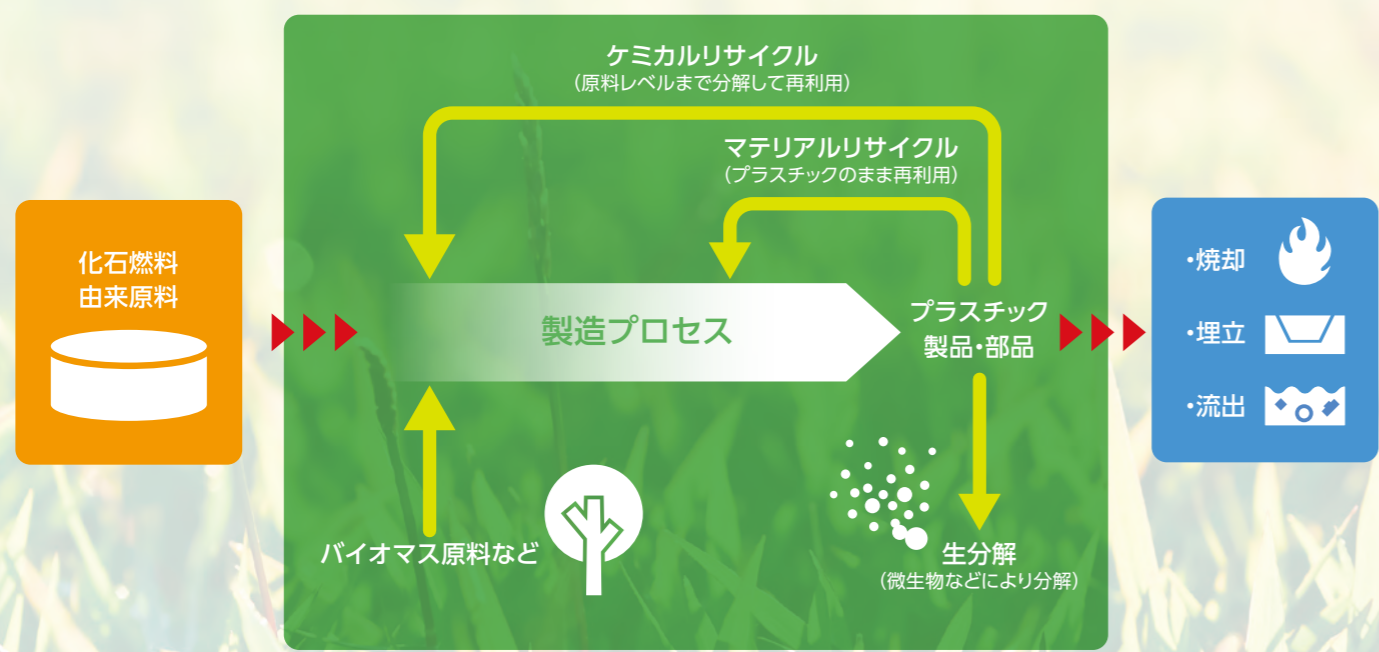 ケミカルリサイクル
（原料レベルまで分解して再利用）
マテリアルリサイクル
（プラスチックのまま再利用）
化石燃料
由来原料
製造プロセス
プラスチック
製品・部品
・焼却
・埋立
・流出
バイオマス原料など
生分解
（微生物などにより分解）